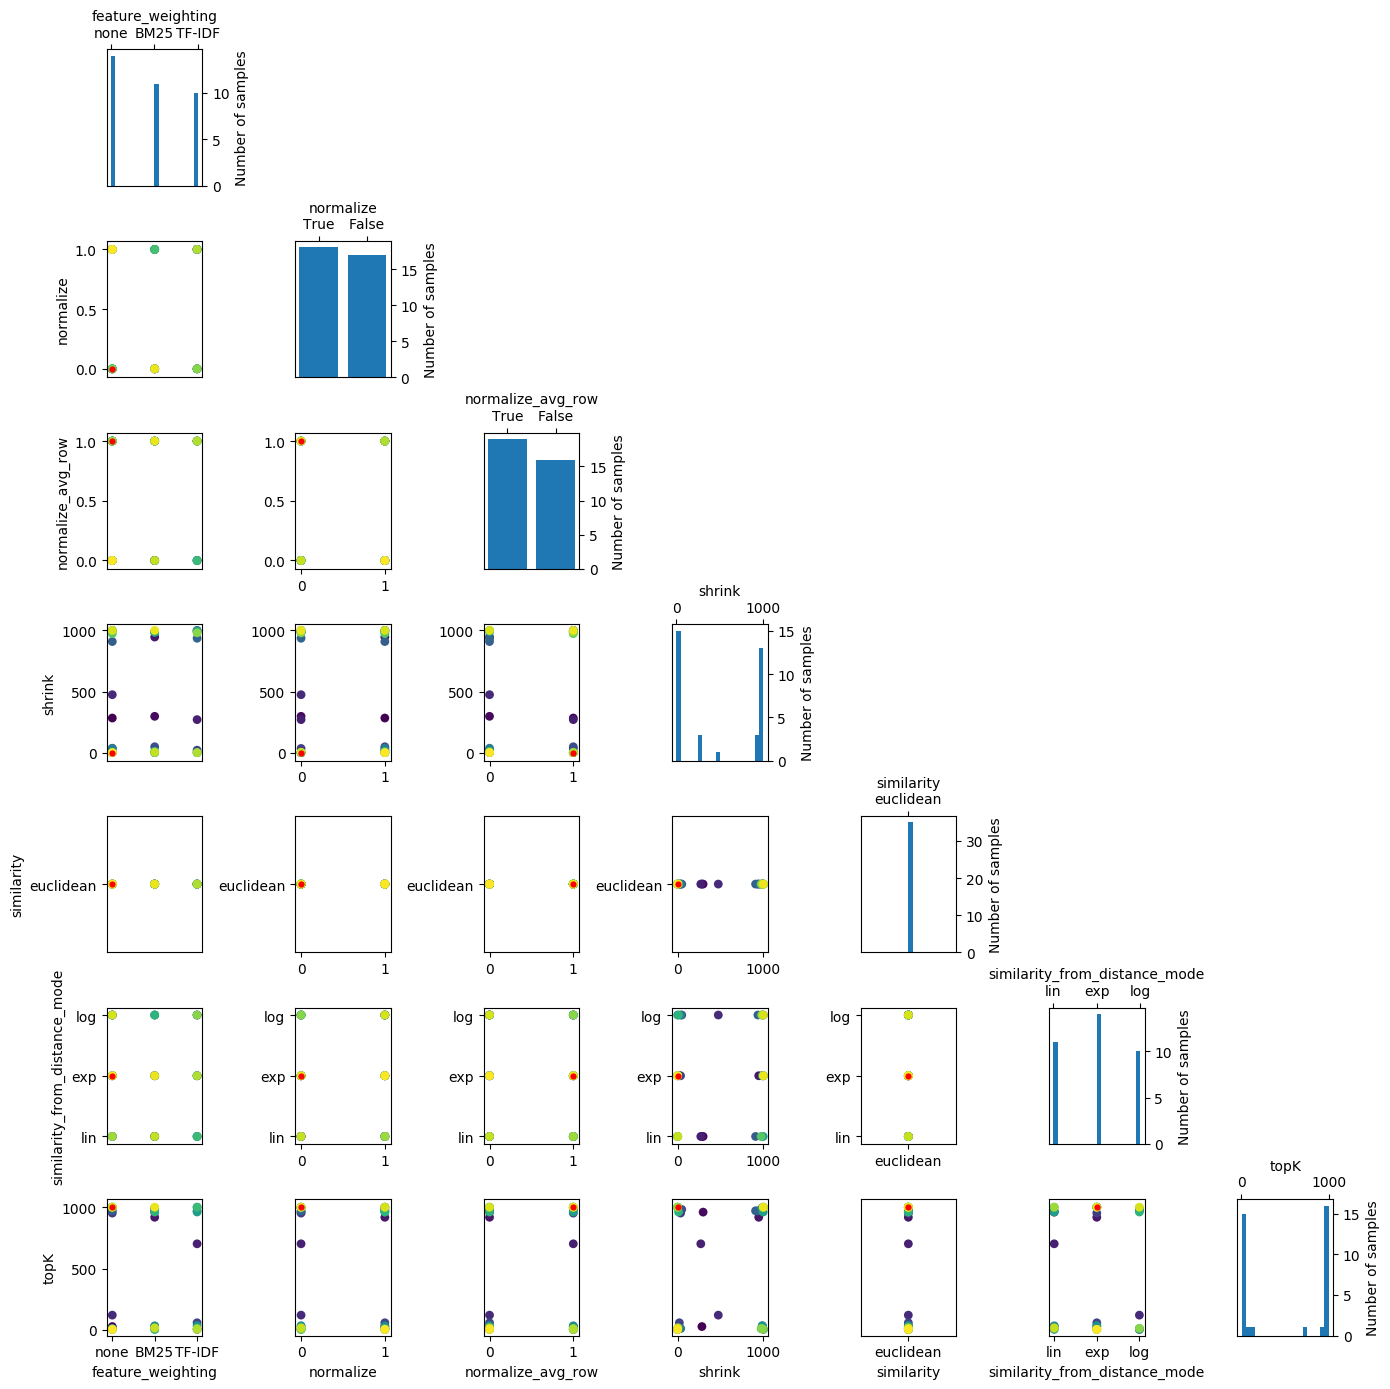 feature_weighting
none BM25 TF-IDF
10
5
0
Number of samples
normalize
True False
1.0
0.5
0.0
normalize
15
10
5
0
Number of samples
normalize_avg_row
True False
1.0
0.5
0.0
normalize_avg_row
0 1
15
10
5
0
Number of samples
shrink
0 1000
1000
500
0
shrink
0 1
1000
500
0
0 1
1000
500
0
15
10
5
0
Number of samples
similarity
euclidean
similarity
euclidean
euclidean
0 1
euclidean
0 1
euclidean
0 1000
30
20
10
0
Number of samples
similarity_from_distance_mode
lin exp log
similarity_from_distance_mode
log
exp
lin
log
exp
lin
0 1
log
exp
lin
0 1
log
exp
lin
0 1000
log
exp
lin
euclidean
10
5
0
Number of samples
topK
0 1000
1000
500
0
topK
none BM25 TF-IDF
feature_weighting
0 1
normalize
0 1
normalize_avg_row
0 1000
shrink
euclidean
similarity
lin exp log
similarity_from_distance_mode
15
10
5
0
Number of samples